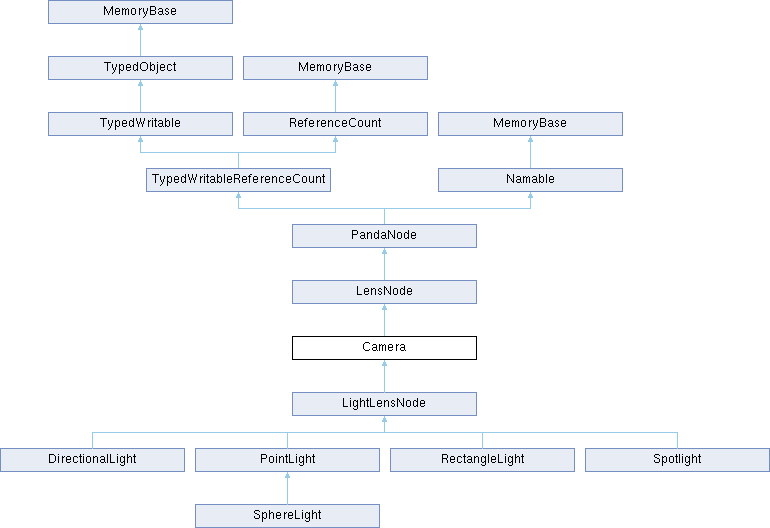 MemoryBase
TypedObject
MemoryBase
TypedWritable
ReferenceCount
MemoryBase
TypedWritableReferenceCount
Namable
PandaNode
LensNode
Camera
LightLensNode
DirectionalLight
PointLight
RectangleLight
Spotlight
SphereLight